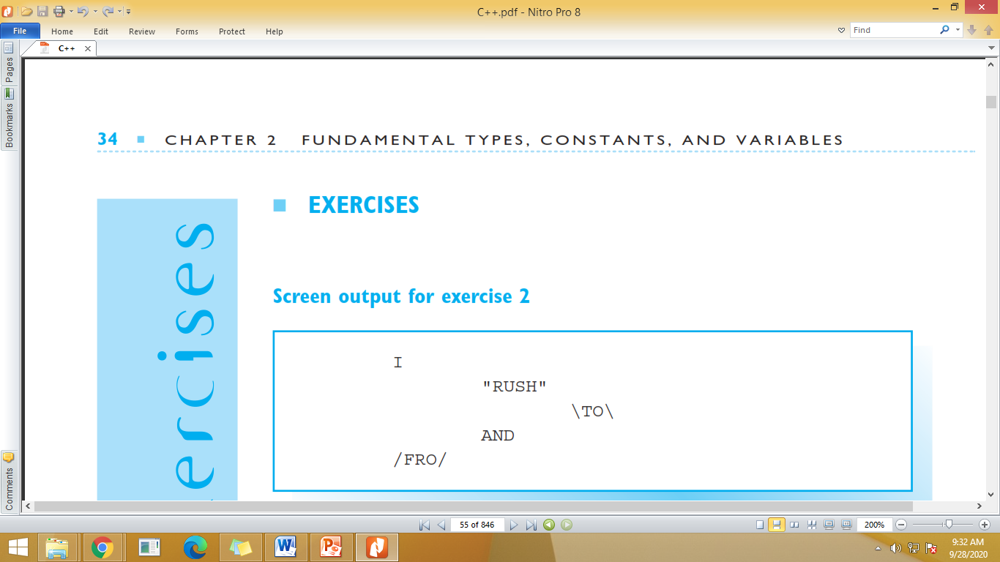 C++.pdf - Nitro Pro 8
File Home Edit Review Forms Protect Help Find
C++
Pages
Bookmarks
Comments
34 ■ CHAPTER 2 FUNDAMENTAL TYPES, CONSTANTS, AND VARIABLES
■ EXERCISES
ercises
Screen output for exercise 2
I
"RUSH"
\TO\
AND
/FRO/
55 of 846
200%
9:32 AM
9/28/2020